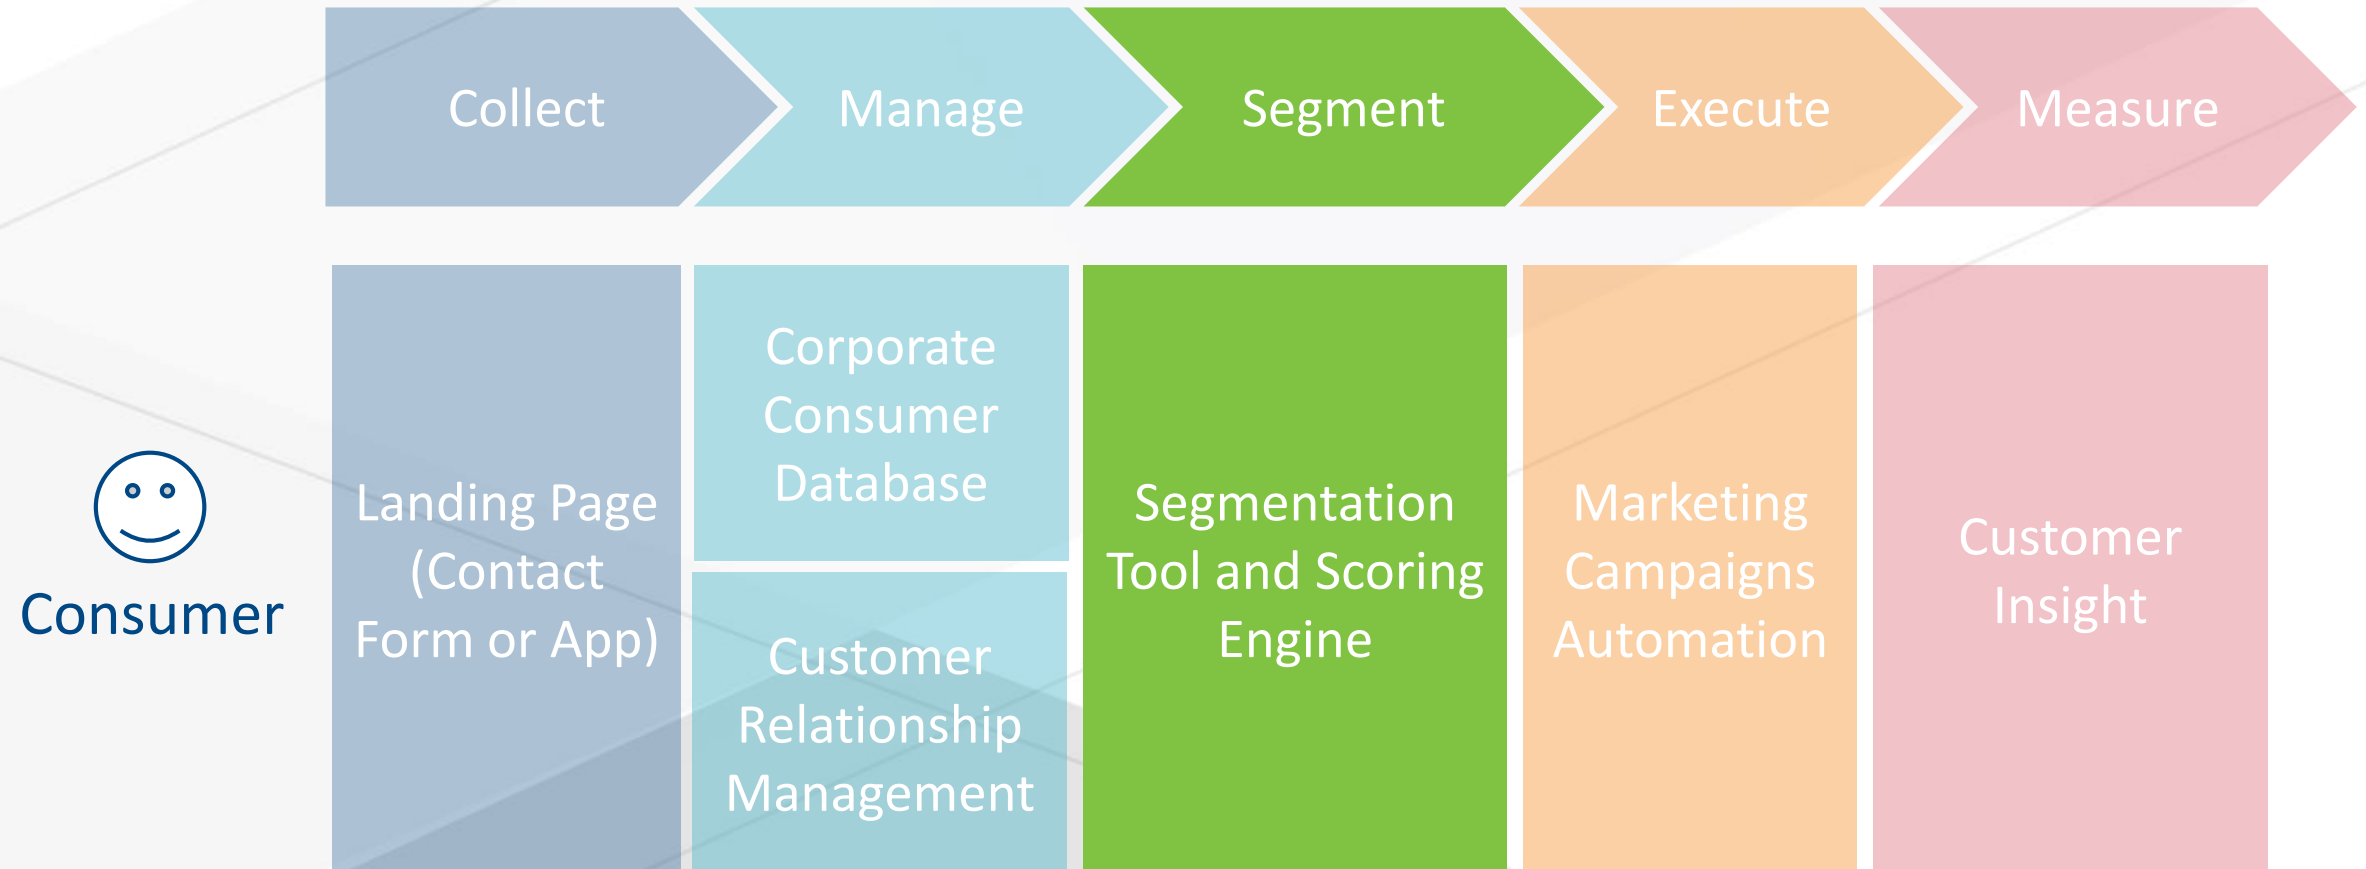 Collect
Manage
Segment
Execute
Measure
Consumer
Landing Page
(Contact
Form or App)
Corporate
Consumer
Database
Customer
Relationship
Management
Segmentation
Tool and Scoring
Engine
Marketing
Campaigns
Automation
Customer
Insight